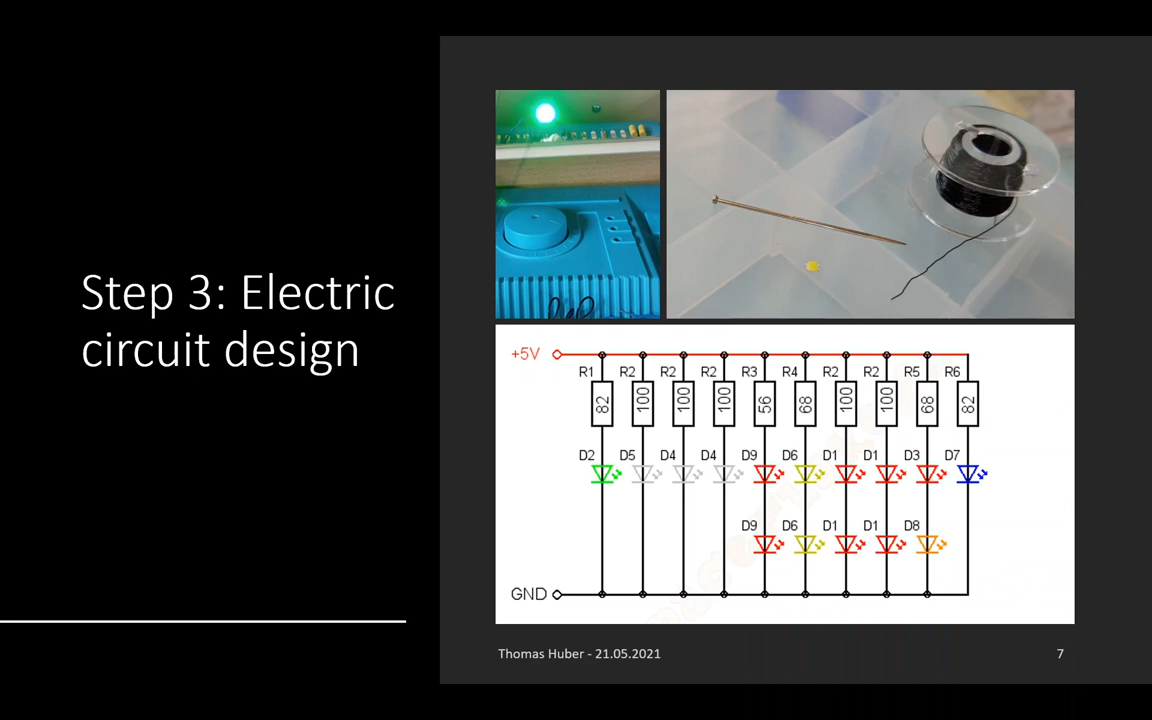 Step 3: Electric
circuit design
+5V
R1 R2 R2 R2 R3 R4 R2 R2 R5 R6
82 100 100 100 56 68 100 100 68 82
D2 D5 D4 D4 D9 D6 D1 D1 D3 D7
D9 D6 D1 D1 D8
GND
Thomas Huber - 21.05.2021
7